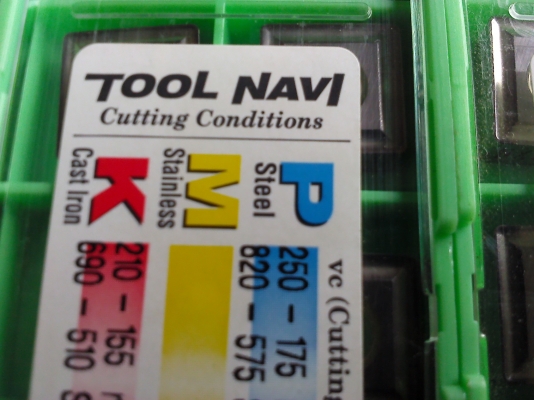 TOOL NAVI
Cutting Conditions
vc (Cutting
P
Steel
250 – 175
820 – 575
M
Stainless
K
Cast Iron
210 – 155
690 – 510